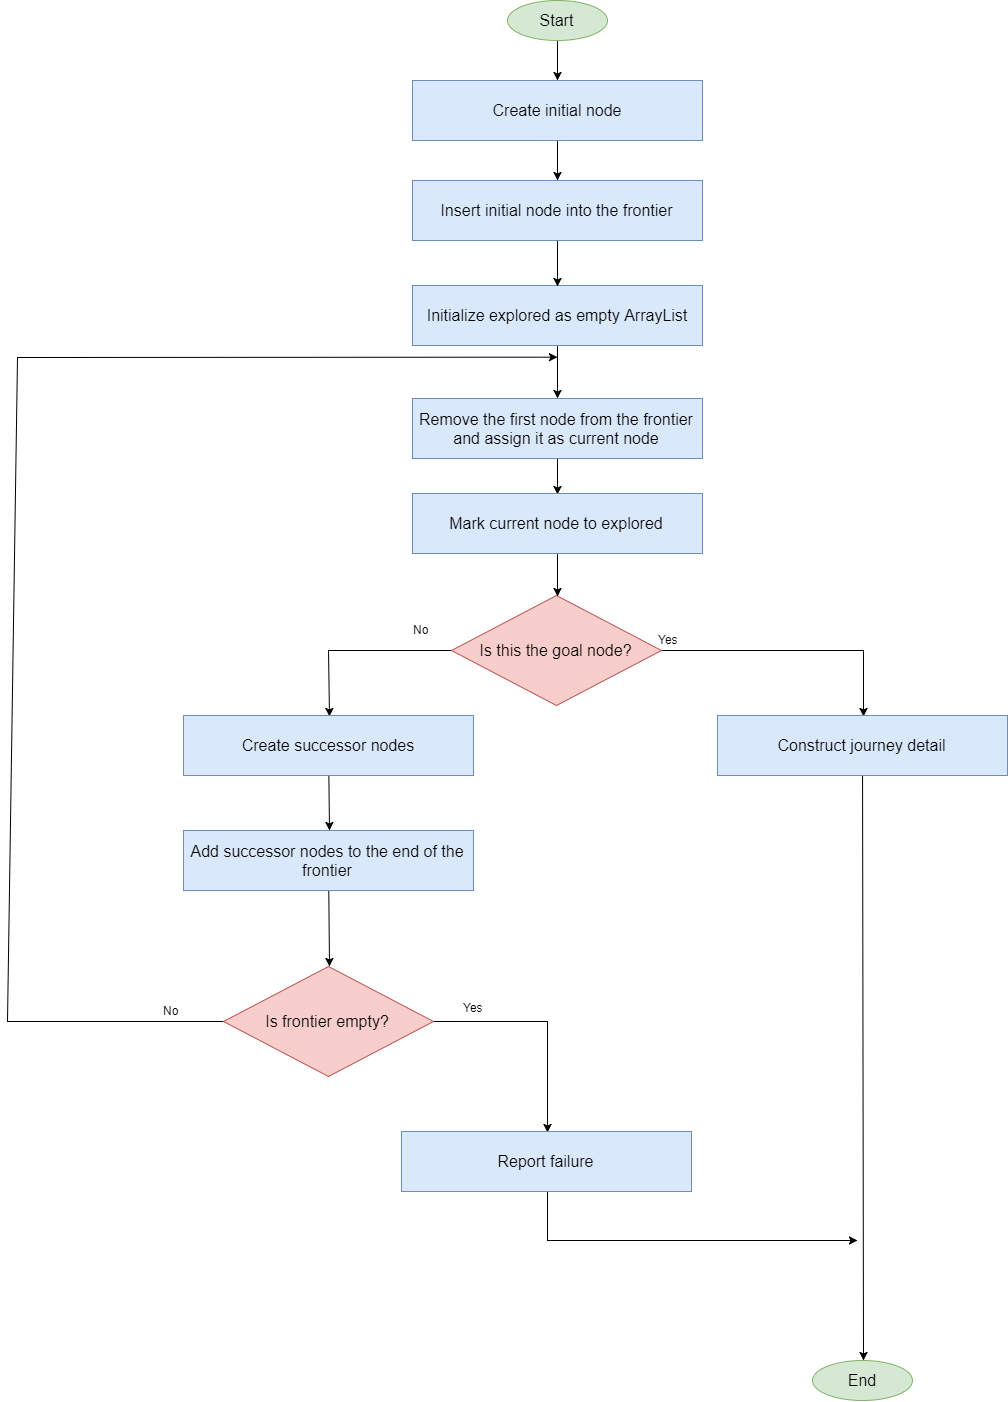 Start
Create initial node
Insert initial node into the frontier
Initialize explored as empty ArrayList
Remove the first node from the frontier
and assign it as current node
Mark current node to explored
No
Is this the goal node?
Yes
Create successor nodes
Construct journey detail
Add successor nodes to the end of the
frontier
No
Is frontier empty?
Yes
Report failure
End